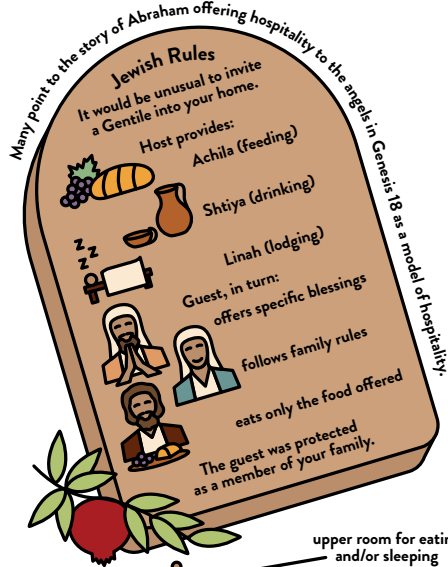 Many point to the story of Abraham offering hospitality to the angels in Genesis 18 as a model of hospitality.
Jewish Rules
It would be unusual to invite
a Gentile into your home.
Host provides:
Achila (feeding)
Shtiya (drinking)
z
z
z
Linah (lodging)
Guest, in turn:
offers specific blessings
follows family rules
eats only the food offered
The guest was protected
as a member of your family.
upper room for eatin
and/or sleeping